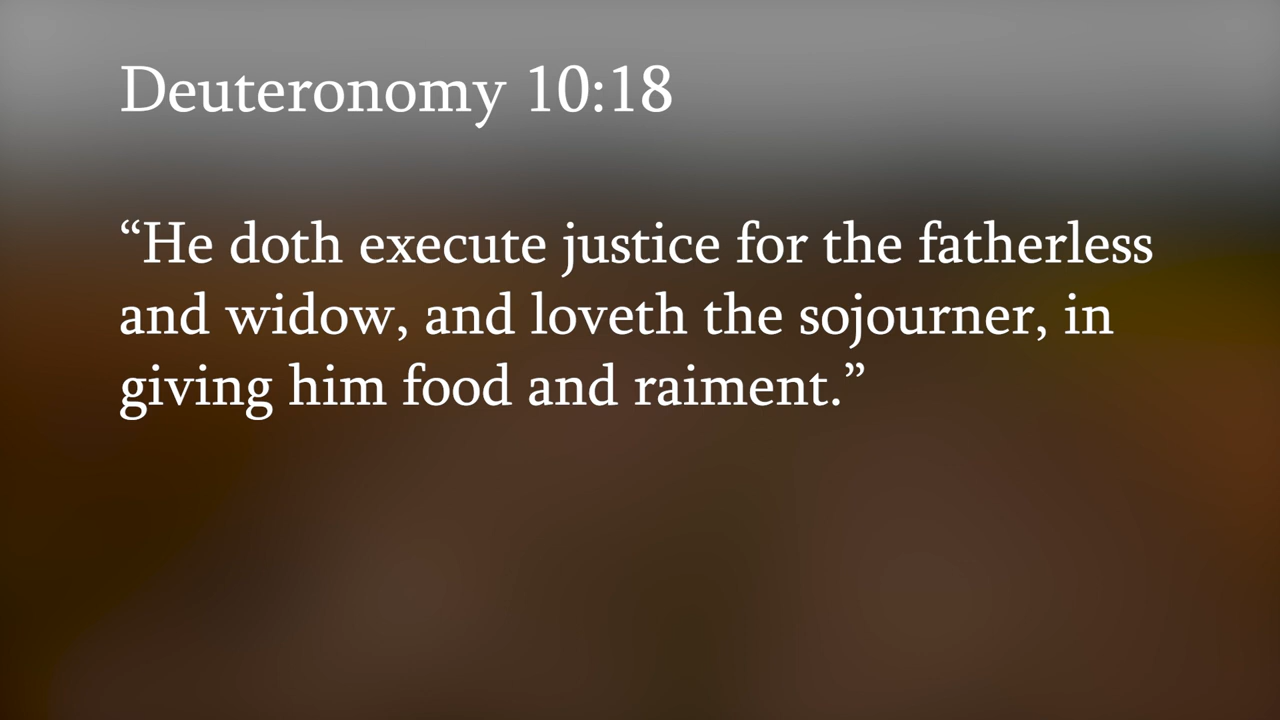 Deuteronomy 10:18
“He doth execute justice for the fatherless
and widow, and loveth the sojourner, in
giving him food and raiment.”